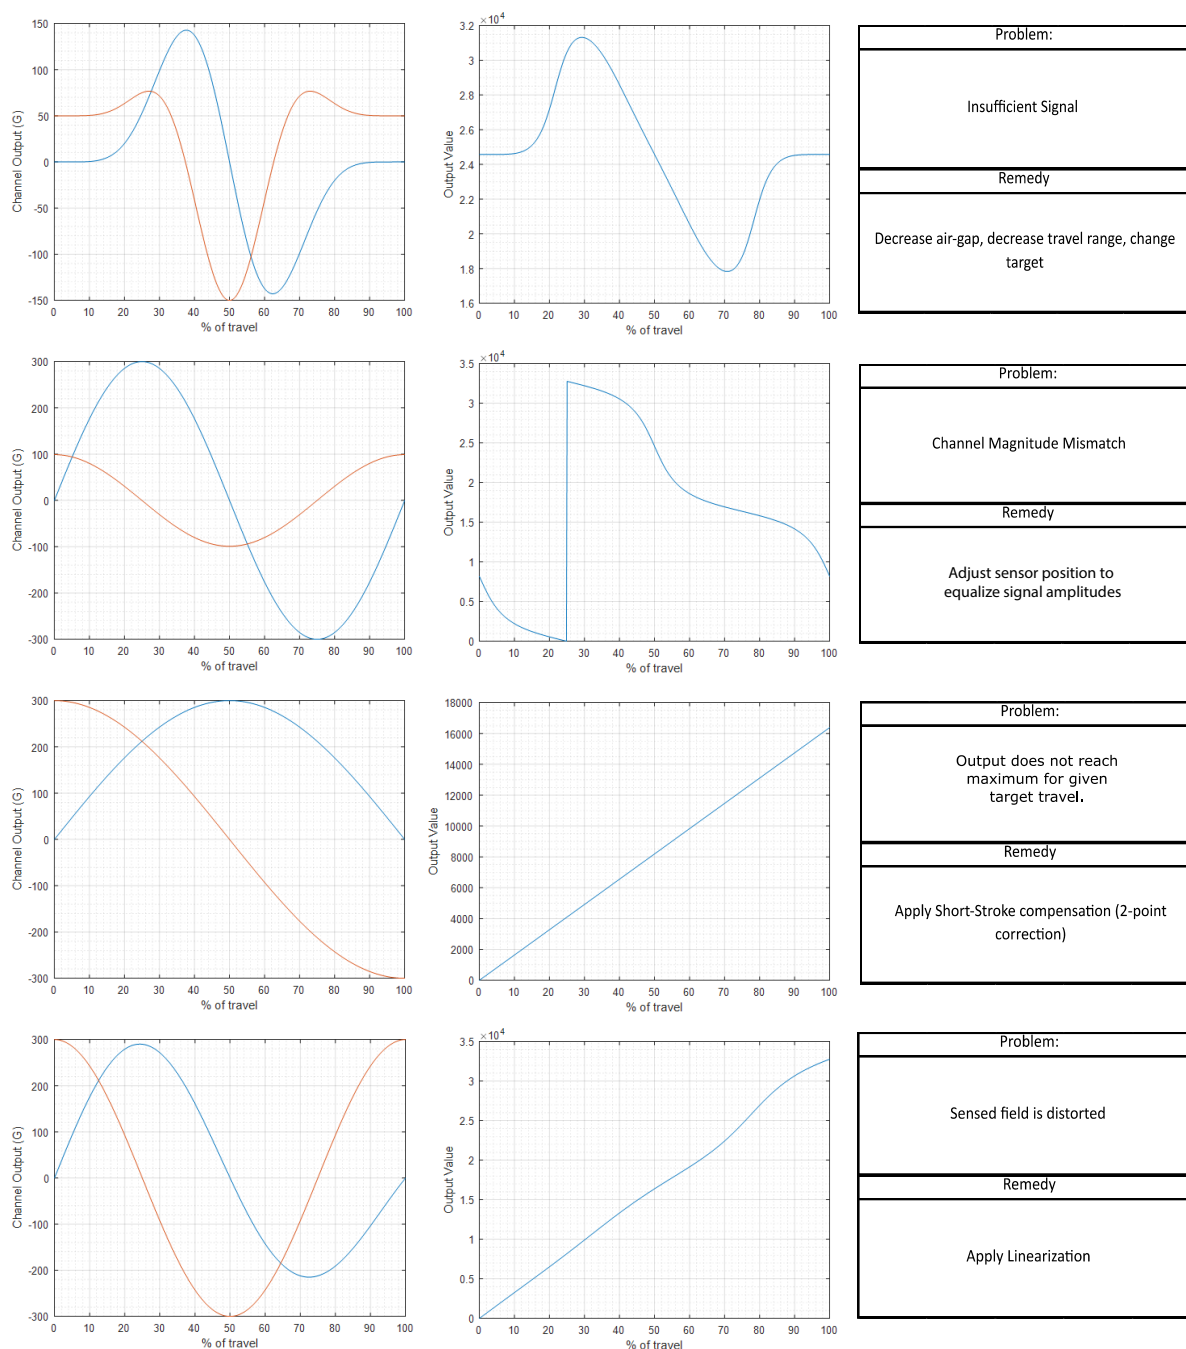 150
100
50
0
-50
-100
-150
0 10 20 30 40 50 60 70 80 90 100
% of travel
Channel Output (G)
×10⁴
3.2
3
2.8
2.6
2.4
2.2
2
1.8
1.6
0 10 20 30 40 50 60 70 80 90 100
% of travel
Output Value
Problem:
Insufficient Signal
Remedy
Decrease air-gap, decrease travel range, change
target
300
200
100
0
-100
-200
-300
0 10 20 30 40 50 60 70 80 90 100
% of travel
Channel Output (G)
×10⁴
3.5
3
2.5
2
1.5
1
0.5
0
0 10 20 30 40 50 60 70 80 90 100
% of travel
Output Value
Problem:
Channel Magnitude Mismatch
Remedy
Adjust sensor position to
equalize signal amplitudes
300
200
100
0
-100
-200
-300
0 10 20 30 40 50 60 70 80 90 100
% of travel
Channel Output (G)
18000
16000
14000
12000
10000
8000
6000
4000
2000
0
0 10 20 30 40 50 60 70 80 90 100
% of travel
Output Value
Problem:
Output does not reach
maximum for given
target travel.
Remedy
Apply Short-Stroke compensation (2-point
correction)
300
200
100
0
-100
-200
-300
0 10 20 30 40 50 60 70 80 90 100
% of travel
Channel Output (G)
×10⁴
3.5
3
2.5
2
1.5
1
0.5
0
0 10 20 30 40 50 60 70 80 90 100
% of travel
Output Value
Problem:
Sensed field is distorted
Remedy
Apply Linearization